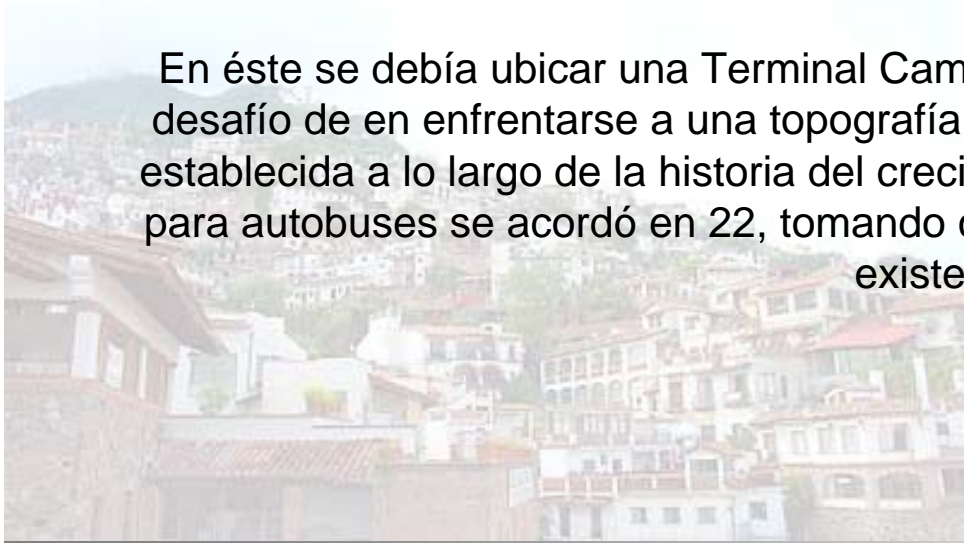 En éste se debía ubicar una Terminal Cam
desafío de en enfrentarse a una topografía
establecida a lo largo de la historia del creci
para autobuses se acordó en 22, tomando
existe